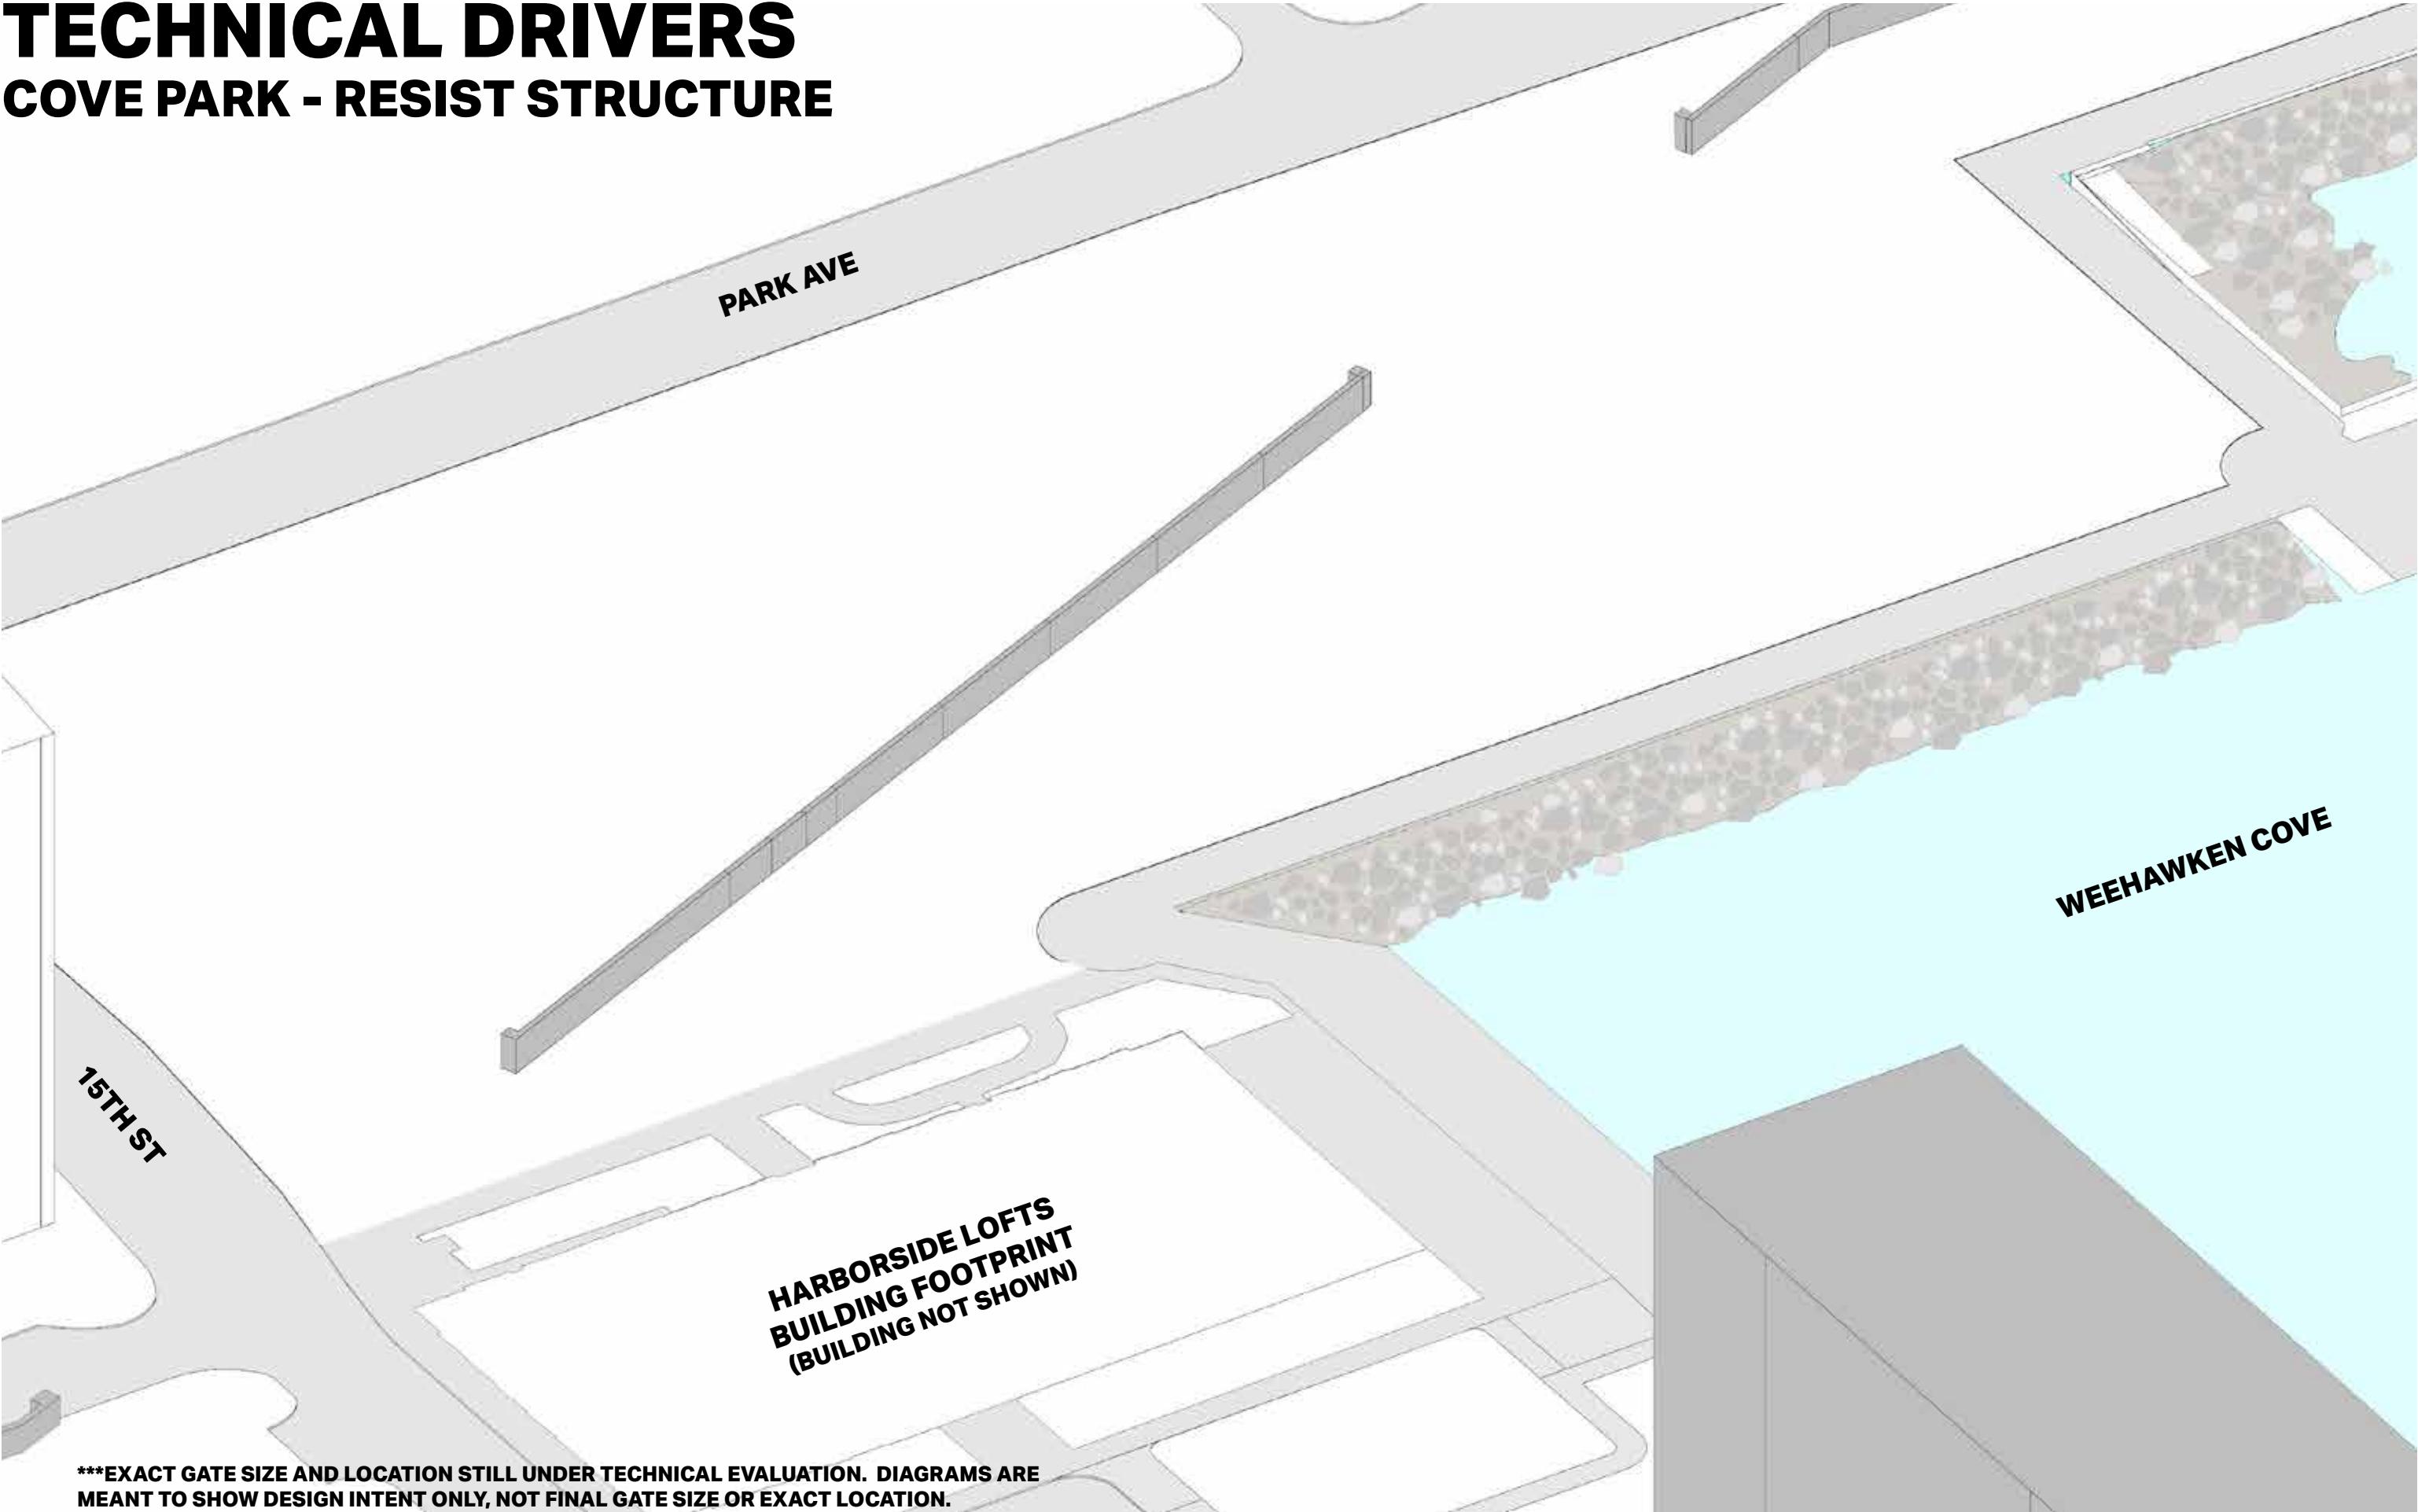 TECHNICAL DRIVERS
COVE PARK - RESIST STRUCTURE
PARK AVE
WEEHAWKEN COVE
15TH ST
HARBORSIDE LOFTS
BUILDING FOOTPRINT
(BUILDING NOT SHOWN)
***EXACT GATE SIZE AND LOCATION STILL UNDER TECHNICAL EVALUATION. DIAGRAMS ARE
MEANT TO SHOW DESIGN INTENT ONLY, NOT FINAL GATE SIZE OR EXACT LOCATION.